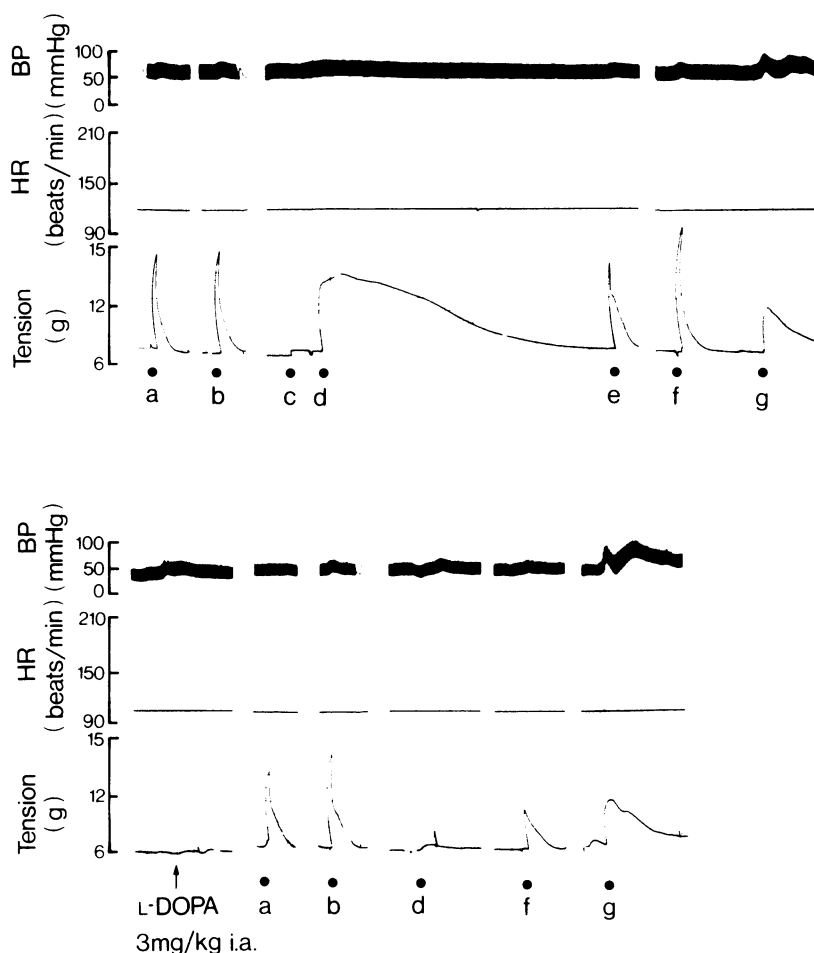 BP
(mmHg)
100
50
0
HR
(beats/min)
210
150
90
Tension
(g)
15
12
6
a b c d e f g
BP
(mmHg)
100
50
0
HR
(beats/min)
210
150
90
Tension
(g)
15
12
6
L-DOPA
3mg/kg i.a.
a b d f g